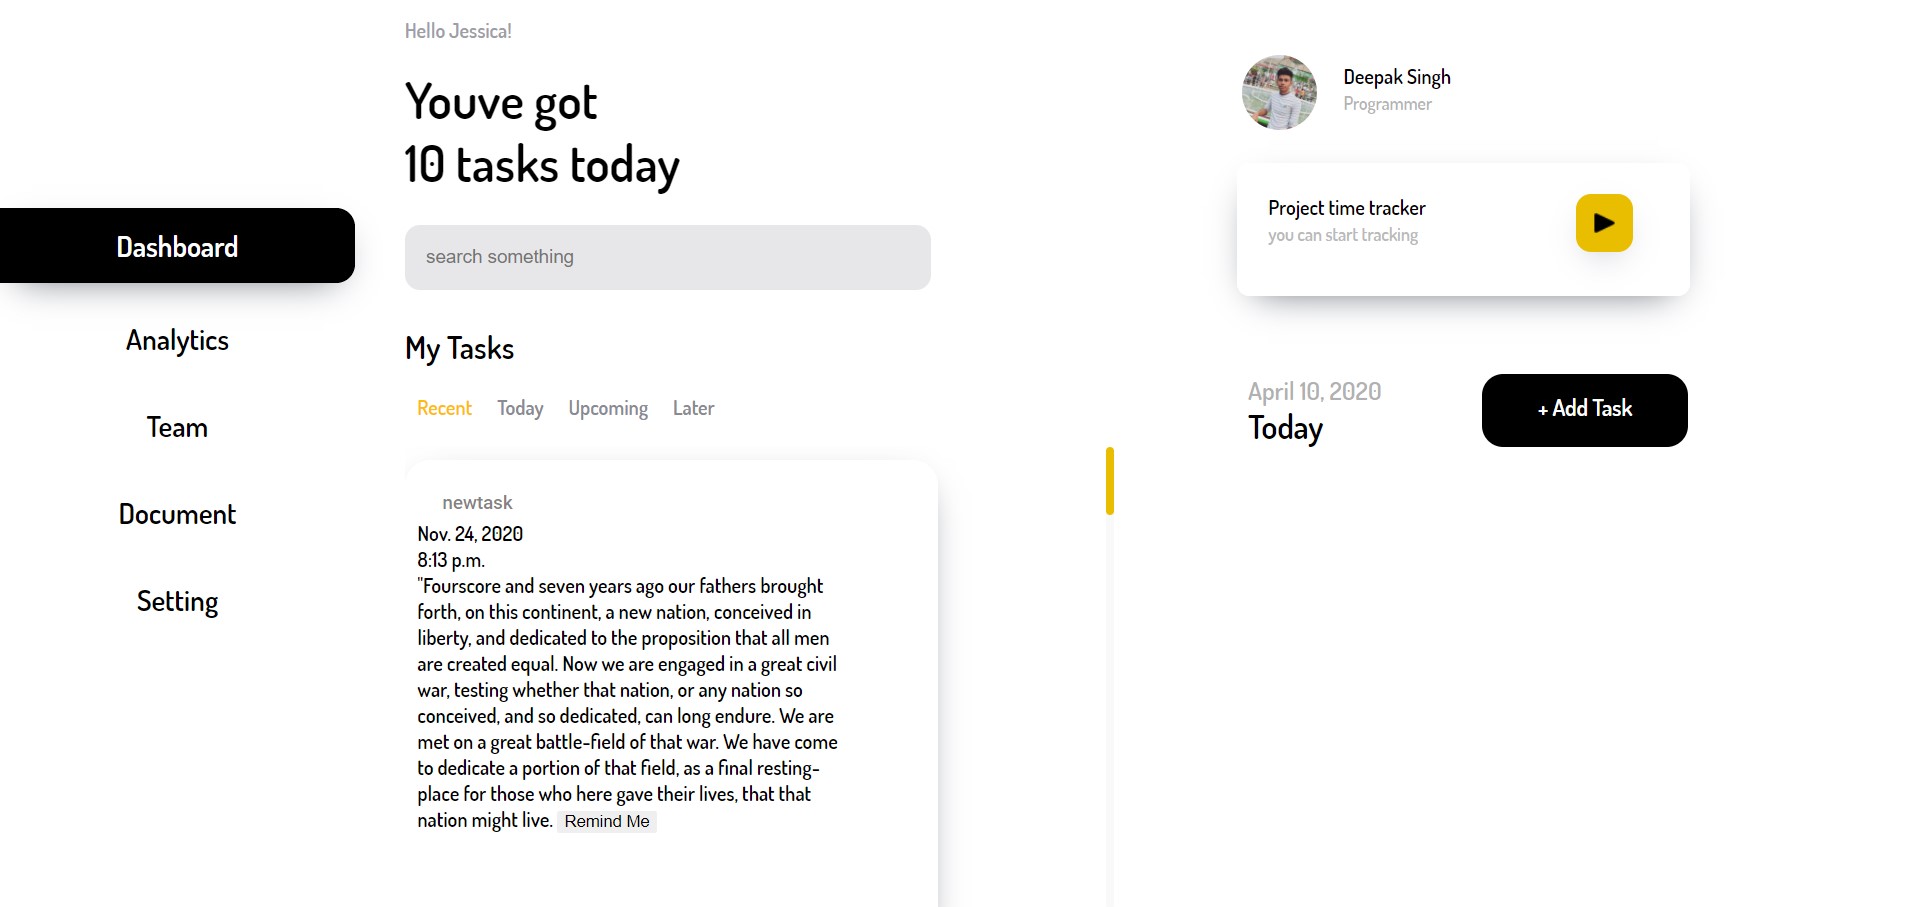 Hello Jessica!
Youve got
10 tasks today
search something
Dashboard
Analytics
Team
Document
Setting
My Tasks
Recent Today Upcoming Later
newtask
Nov. 24, 2020
8:13 p.m.
"Fourscore and seven years ago our fathers brought
forth, on this continent, a new nation, conceived in
liberty, and dedicated to the proposition that all men
are created equal. Now we are engaged in a great civil
war, testing whether that nation, or any nation so
conceived, and so dedicated, can long endure. We are
met on a great battle-field of that war. We have come
to dedicate a portion of that field, as a final resting-
place for those who here gave their lives, that that
nation might live. Remind Me
Deepak Singh
Programmer
Project time tracker
you can start tracking
April 10, 2020
Today
+ Add Task